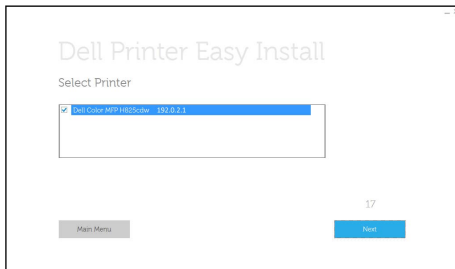 Dell Printer Easy Install
Select Printer
Dell Color MFP H825cdw 192.0.2.1
17
Main Menu
Next